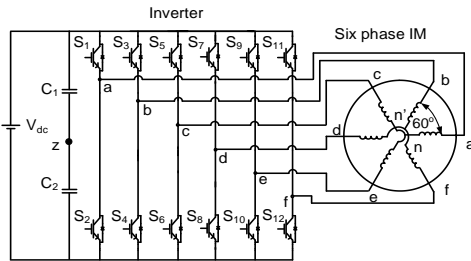 Inverter
Six phase IM
S1 S3 S5 S7 S9 S11
a
b
c
d
e
f
C1
Vdc
z
C2
S2 S4 S6 S8 S10 S12
c
b
n'
60o
d
a
n
e
f